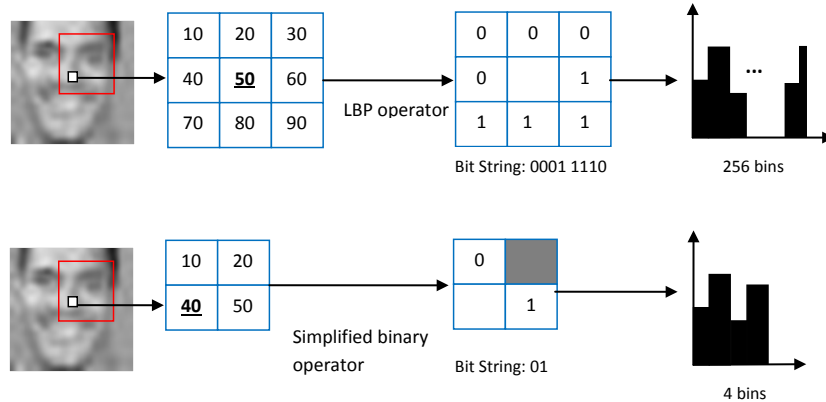 10 20 30
40 50 60
70 80 90
LBP operator
0 0 0
0 1
1 1 1
Bit String: 0001 1110
...
256 bins
10 20
40 50
Simplified binary
operator
0
1
Bit String: 01
4 bins